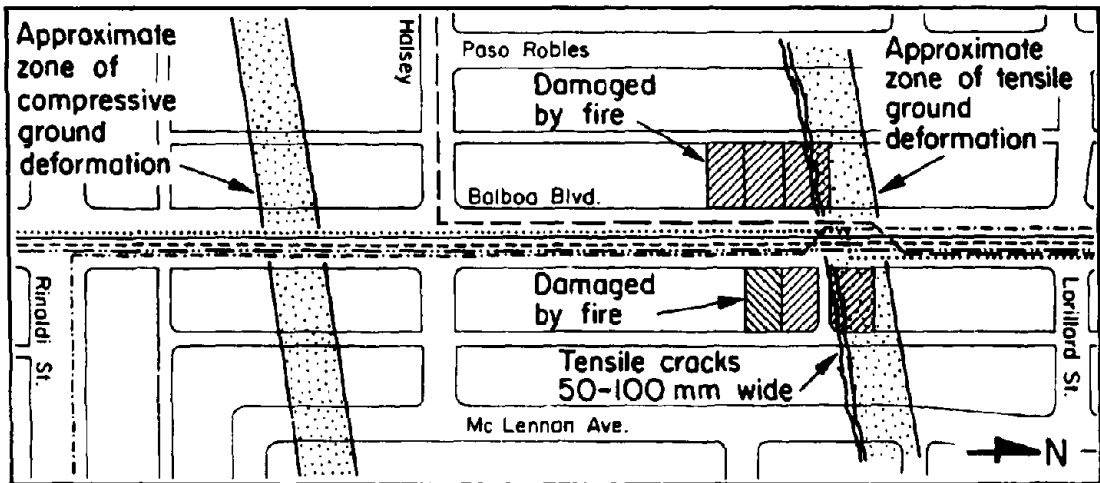 Approximate
zone of
compressive
ground
deformation
Halsey
Paso Robles
Damaged
by fire
Approximate
zone of tensile
ground
deformation
Balboa Blvd.
Rinaldi St.
Damaged
by fire
Tensile cracks
50-100 mm wide
Lorillard St.
Mc Lennan Ave.
N